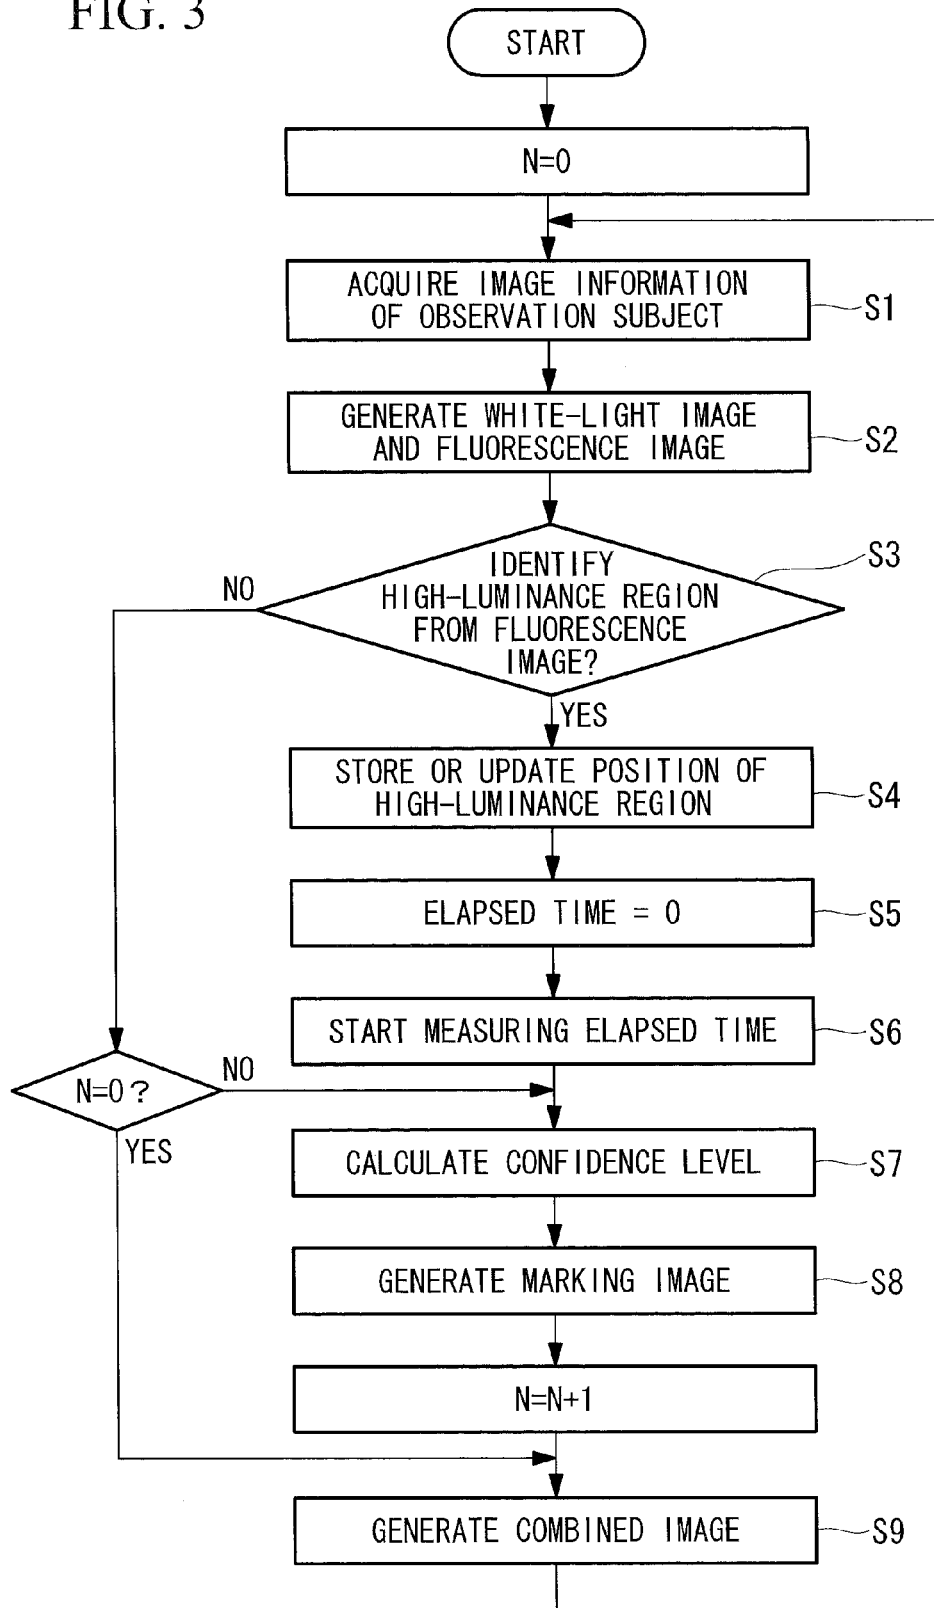 FIG. 3
START
N=0
ACQUIRE IMAGE INFORMATION
OF OBSERVATION SUBJECT
S1
GENERATE WHITE-LIGHT IMAGE
AND FLUORESCENCE IMAGE
S2
IDENTIFY
HIGH-LUMINANCE REGION
FROM FLUORESCENCE
IMAGE?
S3
NO
YES
STORE OR UPDATE POSITION OF
HIGH-LUMINANCE REGION
S4
ELAPSED TIME = 0
S5
START MEASURING ELAPSED TIME
S6
N=0?
NO
YES
CALCULATE CONFIDENCE LEVEL
S7
GENERATE MARKING IMAGE
S8
N=N+1
GENERATE COMBINED IMAGE
S9